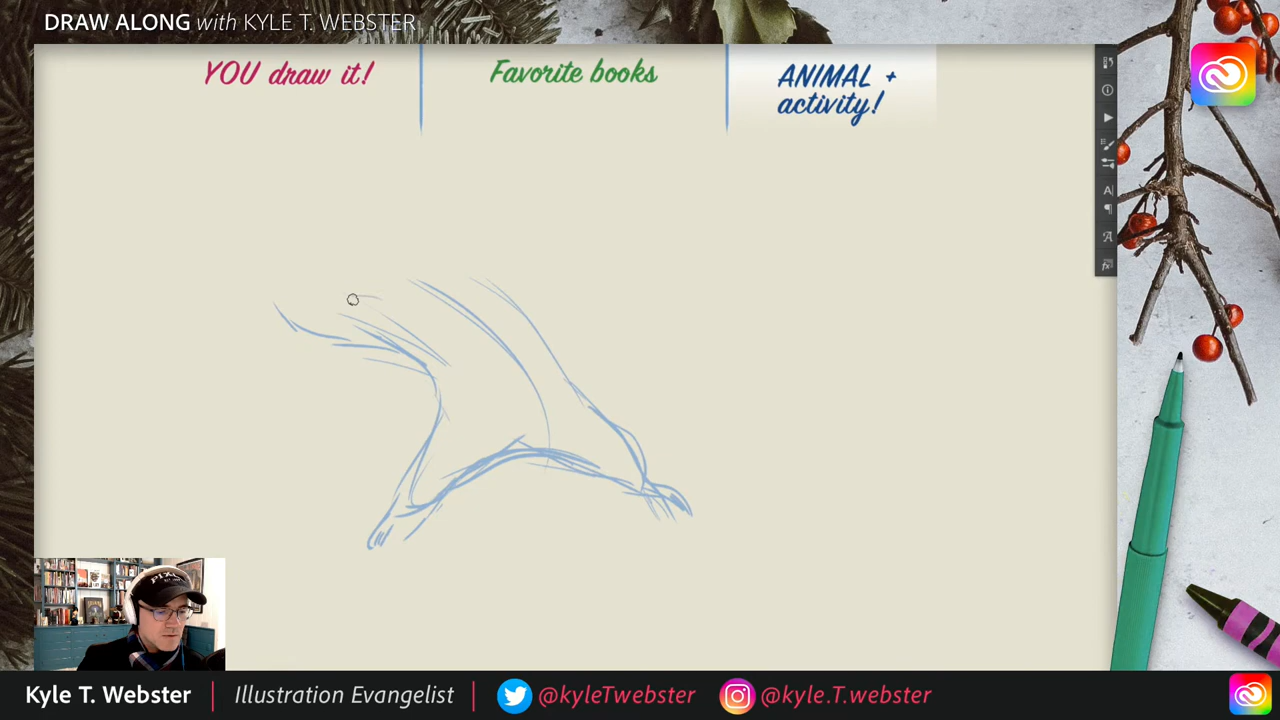 DRAW ALONG with KYLE T. WEBSTER
YOU draw it!
Favorite books
ANIMAL +
activity!
Kyle T. Webster | Illustration Evangelist @kyleTwebster @kyle.T.webster